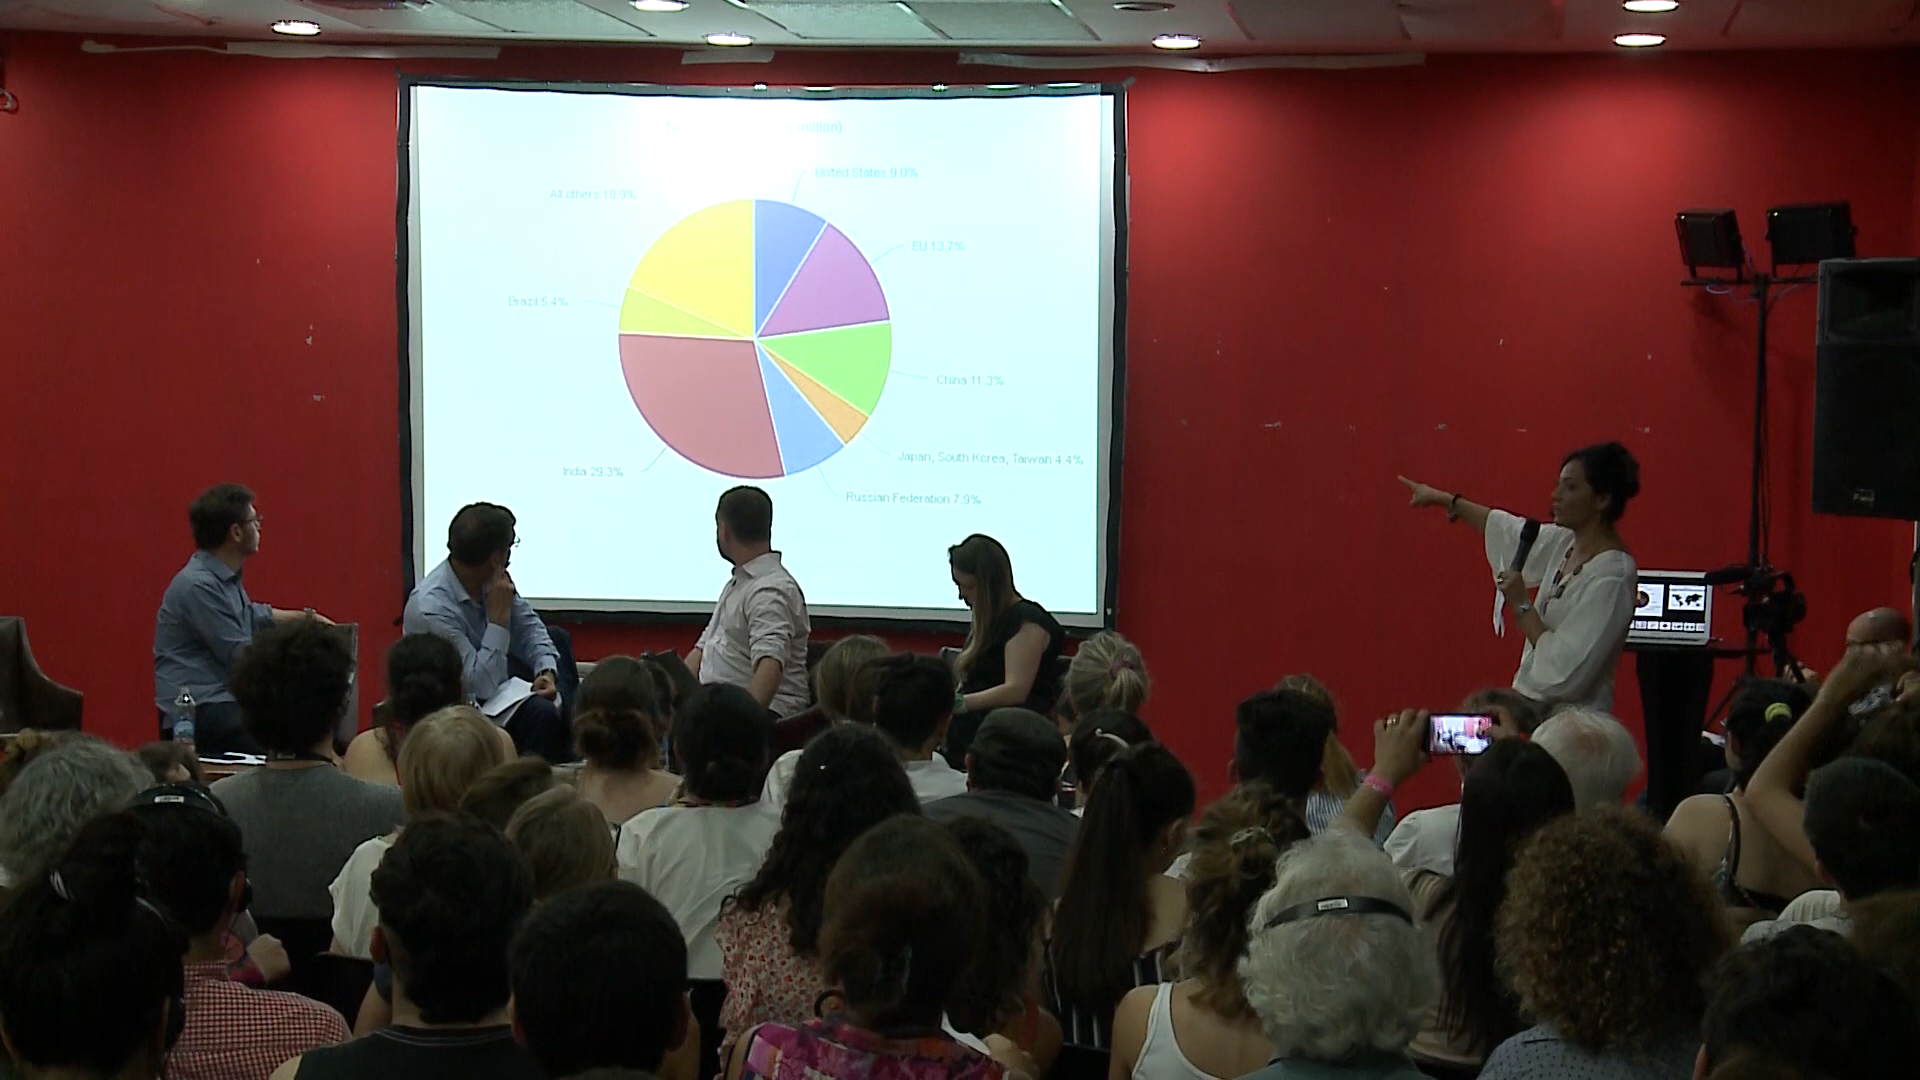 million)
United States 9.0%
All others 18.9%
EU 13.7%
Brazil 5.4%
China 11.3%
Japan, South Korea, Taiwan 4.4%
India 29.3%
Russian Federation 7.9%